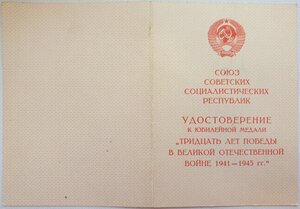 СОЮЗ
СОВЕТСКИХ
СОЦИАЛИСТИЧЕСКИХ
РЕСПУБЛИК
УДОСТОВЕРЕНИЕ
К ЮБИЛЕЙНОЙ МЕДАЛИ
„ТРИДЦАТЬ ЛЕТ ПОБЕДЫ
В ВЕЛИКОЙ ОТЕЧЕСТВЕННОЙ
ВОЙНЕ 1941—1945 гг."